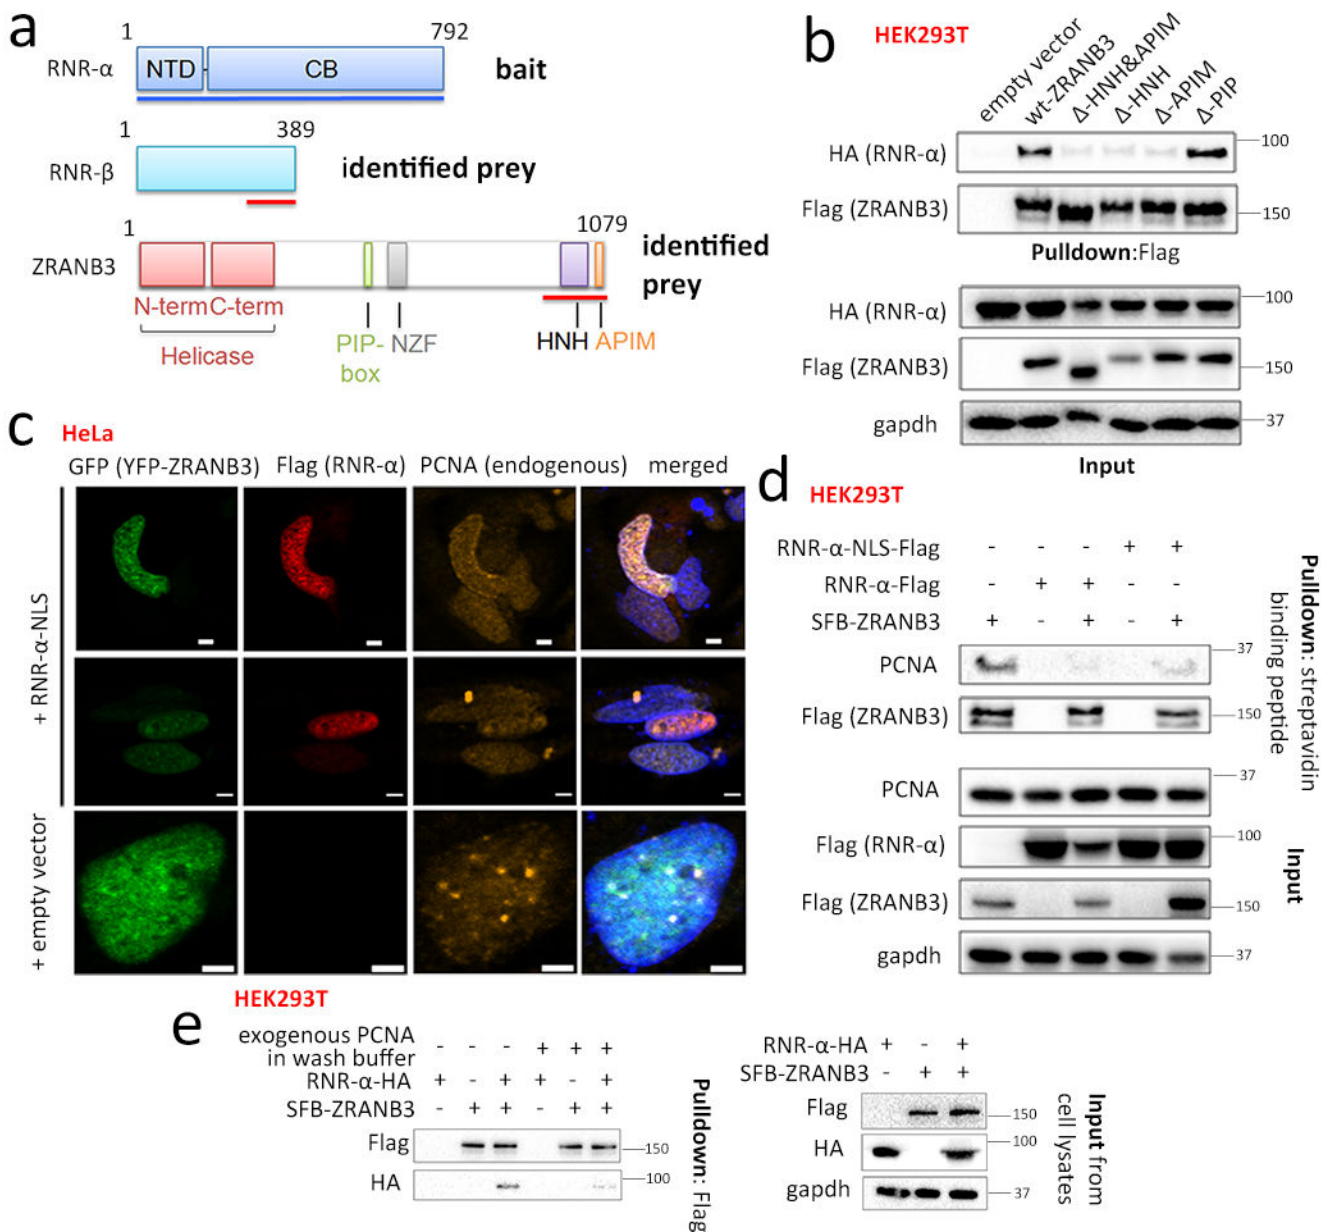 a
1 792
RNR-α NTD CB bait
1 389
RNR-β identified prey
1 1079
ZRANB3 identified prey
N-term C-term
Helicase
PIP-box NZF HNH APIM
b HEK293T
empty vector
wt-ZRANB3
Δ-HNH&APIM
Δ-HNH
Δ-APIM
Δ-PIP
HA (RNR-α) 100
Flag (ZRANB3) 150
Pulldown:Flag
HA (RNR-α) 100
Flag (ZRANB3) 150
gapdh 37
Input
c HeLa
GFP (YFP-ZRANB3) Flag (RNR-α) PCNA (endogenous) merged
+ RNR-α-NLS
+ empty vector
d HEK293T
RNR-α-NLS-Flag - - - + +
RNR-α-Flag - + + - -
SFB-ZRANB3 + - + - +
PCNA 37
Flag (ZRANB3) 150
Pulldown: streptavidin
binding peptide
PCNA 37
Flag (RNR-α) 100
Flag (ZRANB3) 150
gapdh 37
Input
e HEK293T
exogenous PCNA
in wash buffer - - - + + +
RNR-α-HA + - + + - +
SFB-ZRANB3 - + + - + +
Flag 150
HA 100
Pulldown: Flag
RNR-α-HA + - +
SFB-ZRANB3 - + +
Flag 150
HA 100
gapdh 37
Input from
cell lysates